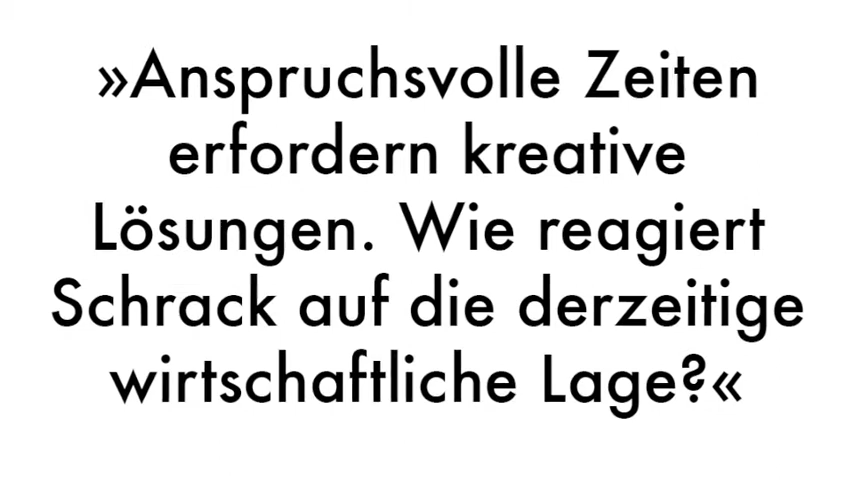 »Anspruchsvolle Zeiten
erfordern kreative
Lösungen. Wie reagiert
Schrack auf die derzeitige
wirtschaftliche Lage?«